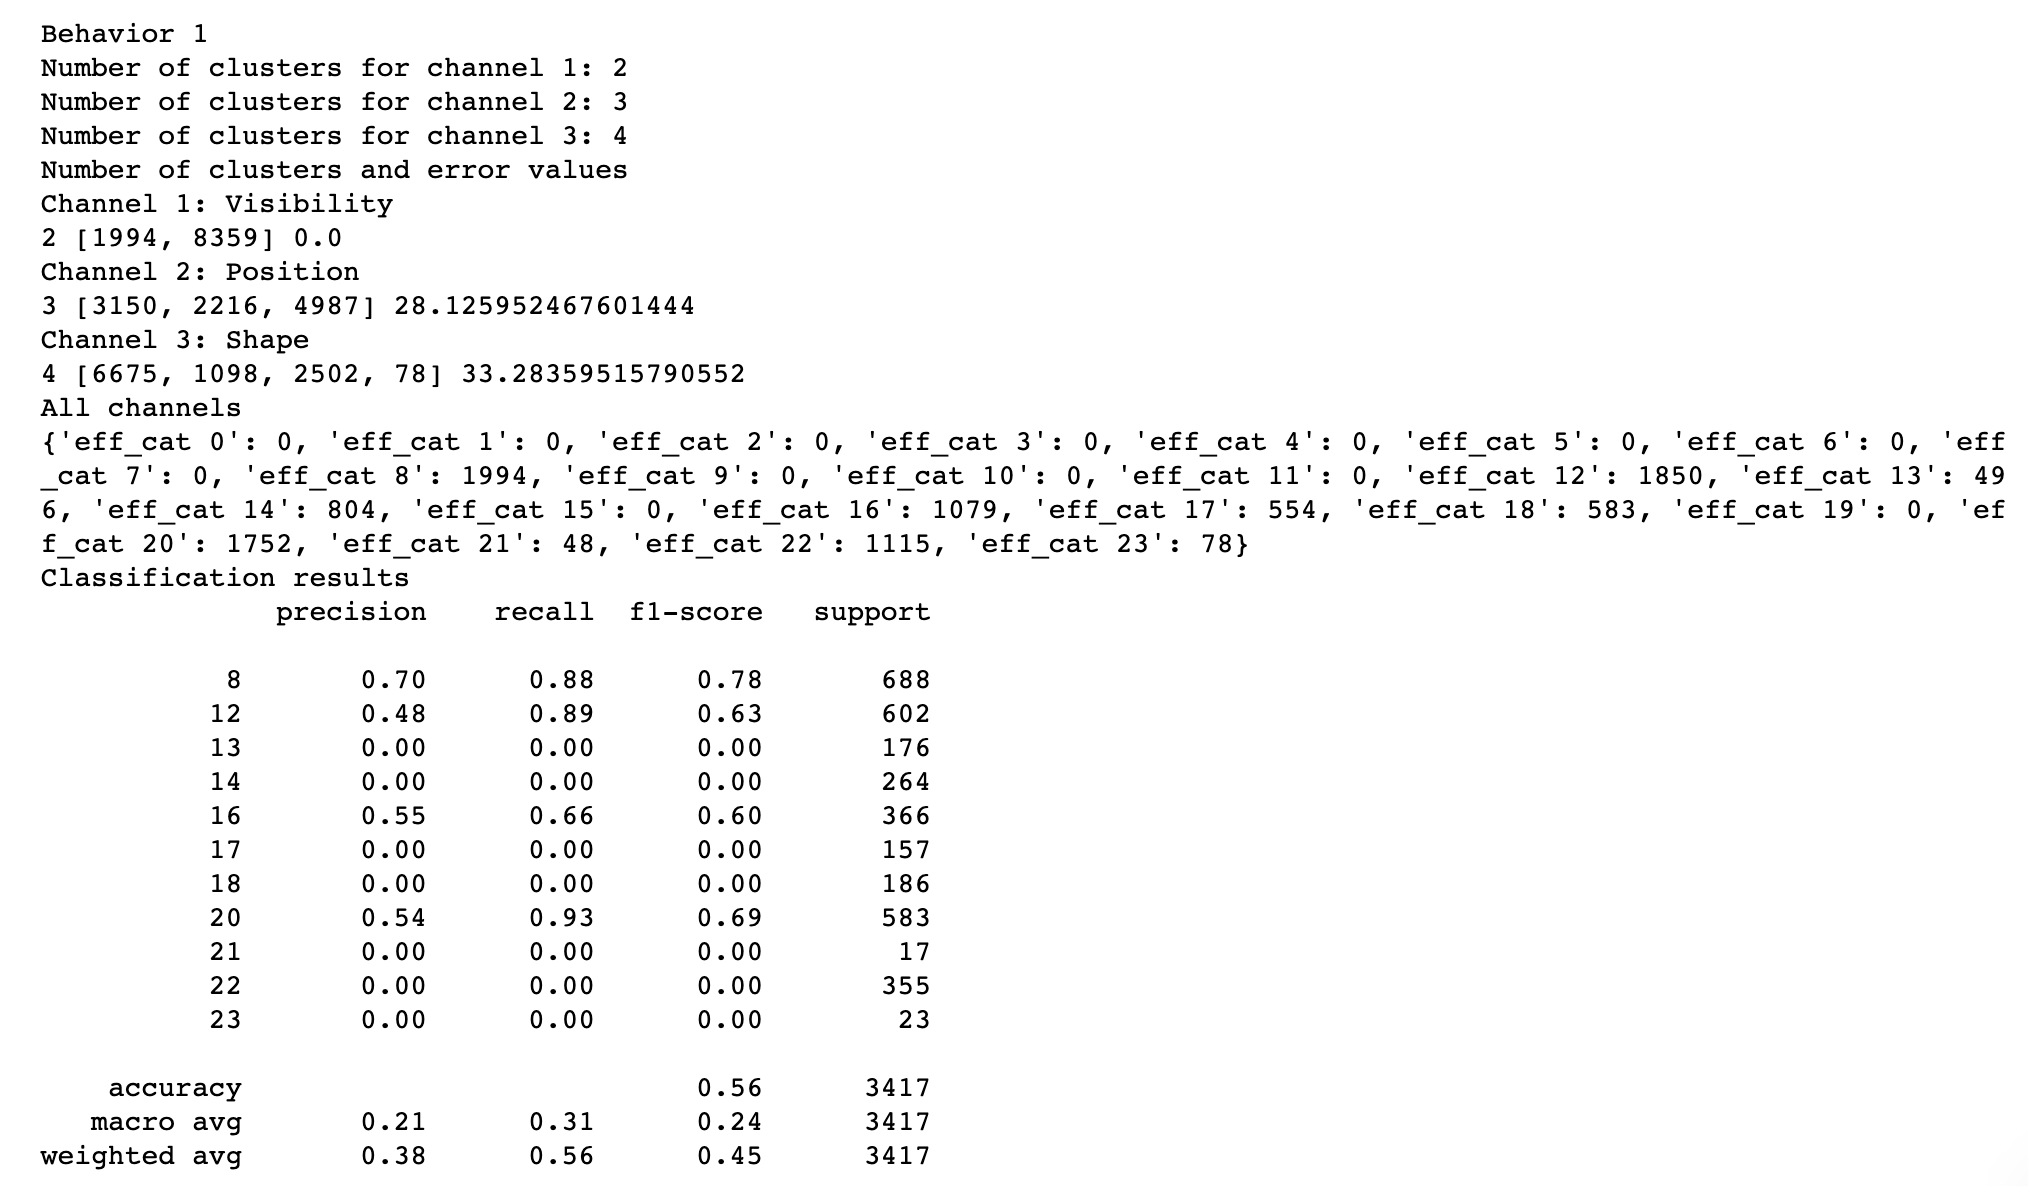 Behavior 1
Number of clusters for channel 1: 2
Number of clusters for channel 2: 3
Number of clusters for channel 3: 4
Number of clusters and error values
Channel 1: Visibility
2 [1994, 8359] 0.0
Channel 2: Position
3 [3150, 2216, 4987] 28.125952467601444
Channel 3: Shape
4 [6675, 1098, 2502, 78] 33.28359515790552
All channels
{'eff_cat 0': 0, 'eff_cat 1': 0, 'eff_cat 2': 0, 'eff_cat 3': 0, 'eff_cat 4': 0, 'eff_cat 5': 0, 'eff_cat 6': 0, 'eff
_cat 7': 0, 'eff_cat 8': 1994, 'eff_cat 9': 0, 'eff_cat 10': 0, 'eff_cat 11': 0, 'eff_cat 12': 1850, 'eff_cat 13': 49
6, 'eff_cat 14': 804, 'eff_cat 15': 0, 'eff_cat 16': 1079, 'eff_cat 17': 554, 'eff_cat 18': 583, 'eff_cat 19': 0, 'ef
f_cat 20': 1752, 'eff_cat 21': 48, 'eff_cat 22': 1115, 'eff_cat 23': 78}
Classification results
precision recall f1-score support
8 0.70 0.88 0.78 688
12 0.48 0.89 0.63 602
13 0.00 0.00 0.00 176
14 0.00 0.00 0.00 264
16 0.55 0.66 0.60 366
17 0.00 0.00 0.00 157
18 0.00 0.00 0.00 186
20 0.54 0.93 0.69 583
21 0.00 0.00 0.00 17
22 0.00 0.00 0.00 355
23 0.00 0.00 0.00 23
accuracy 0.56 3417
macro avg 0.21 0.31 0.24 3417
weighted avg 0.38 0.56 0.45 3417